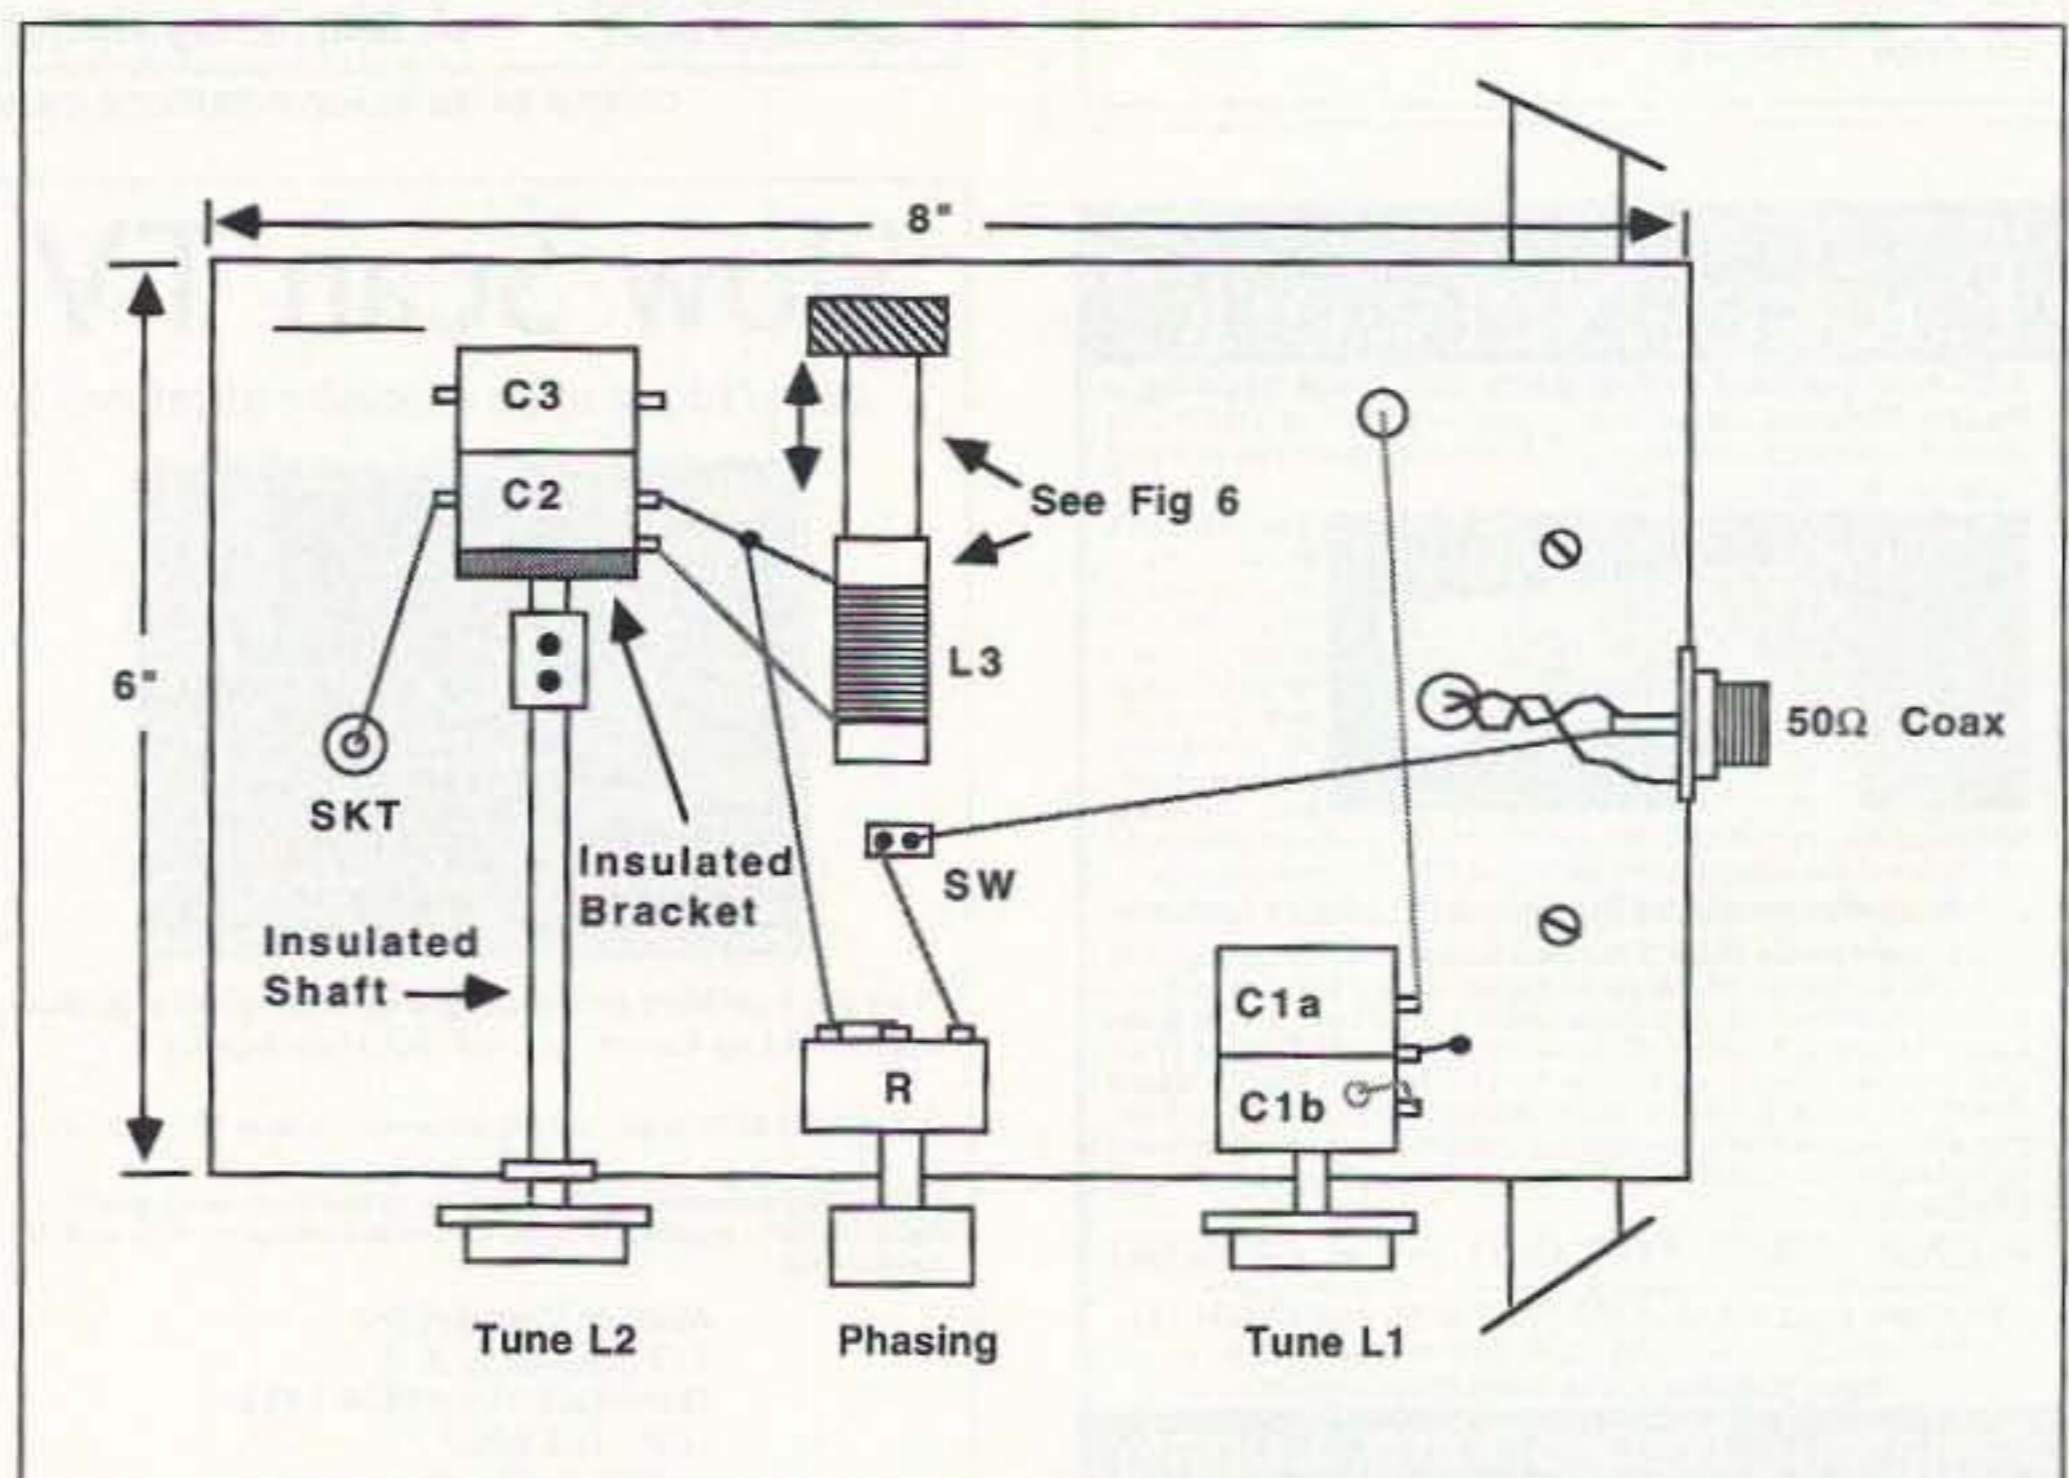 8"
C3
C2
See Fig 6
6"
L3
50Ω Coax
SKT
Insulated
Bracket
SW
Insulated
Shaft
C1a
R
C1b
Tune L2
Phasing
Tune L1